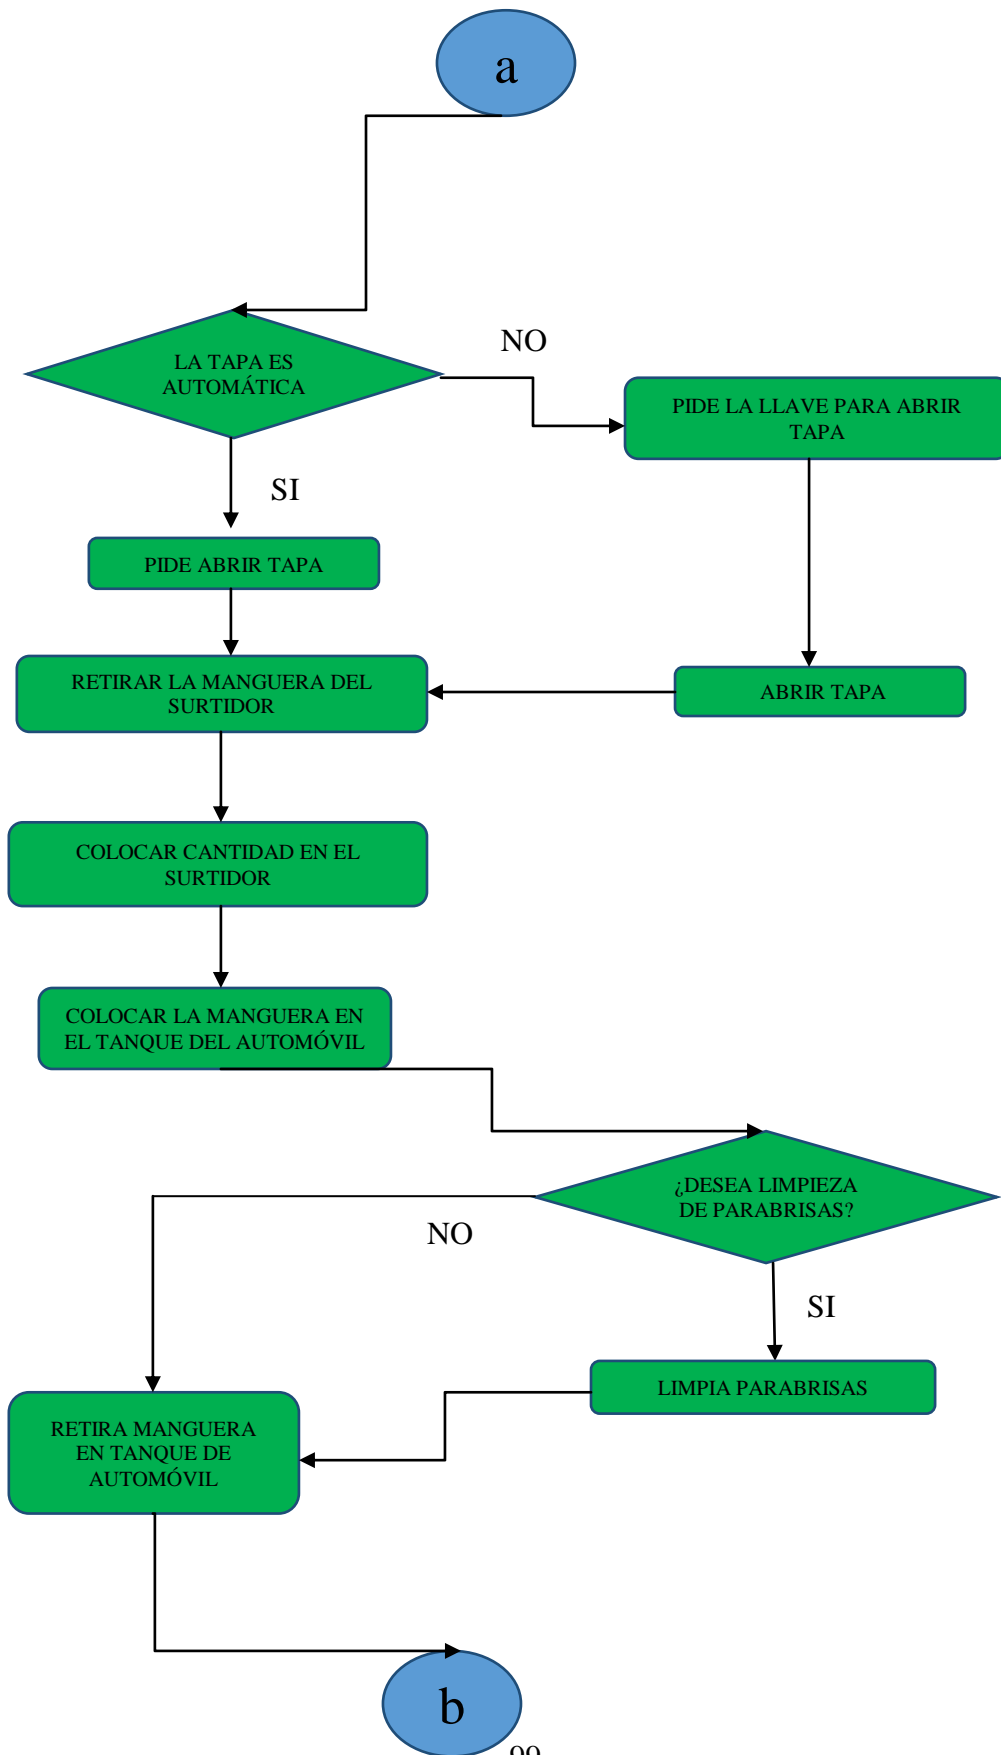 a
LA TAPA ES
AUTOMÁTICA
NO
PIDE LA LLAVE PARA ABRIR
TAPA
SI
PIDE ABRIR TAPA
RETIRAR LA MANGUERA DEL
SURTIDOR
ABRIR TAPA
COLOCAR CANTIDAD EN EL
SURTIDOR
COLOCAR LA MANGUERA EN
EL TANQUE DEL AUTOMÓVIL
¿DESEA LIMPIEZA
DE PARABRISAS?
NO
SI
LIMPIA PARABRISAS
RETIRA MANGUERA
EN TANQUE DE
AUTOMÓVIL
b